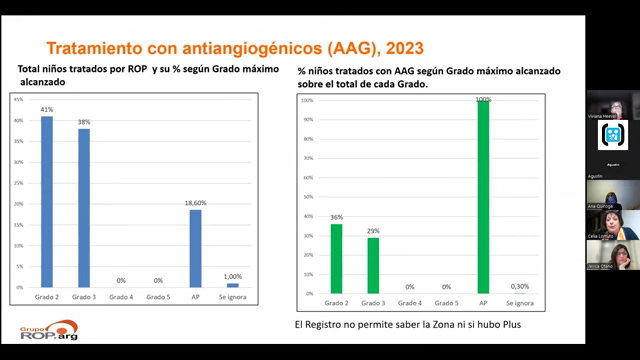 Tratamiento con antiangiogénicos (AAG), 2023
Total niños tratados por ROP y su % según Grado máximo
alcanzado
45%
40%
35%
30%
25%
20%
15%
10%
5%
0%
41%
38%
0%
0%
18,60%
1,00%
Grado 2 Grado 3 Grado 4 Grado 5 AP Se ignora
% niños tratados con AAG según Grado máximo alcanzado
sobre el total de cada Grado.
100%
90%
80%
70%
60%
50%
40%
30%
20%
10%
0%
36%
29%
0%
0%
100%
0,30%
Grado 2 Grado 3 Grado 4 Grado 5 AP Se ignora
El Registro no permite saber la Zona ni si hubo Plus
Grupo
ROP.arg
Agustín
Agustín
Ana Quiroga